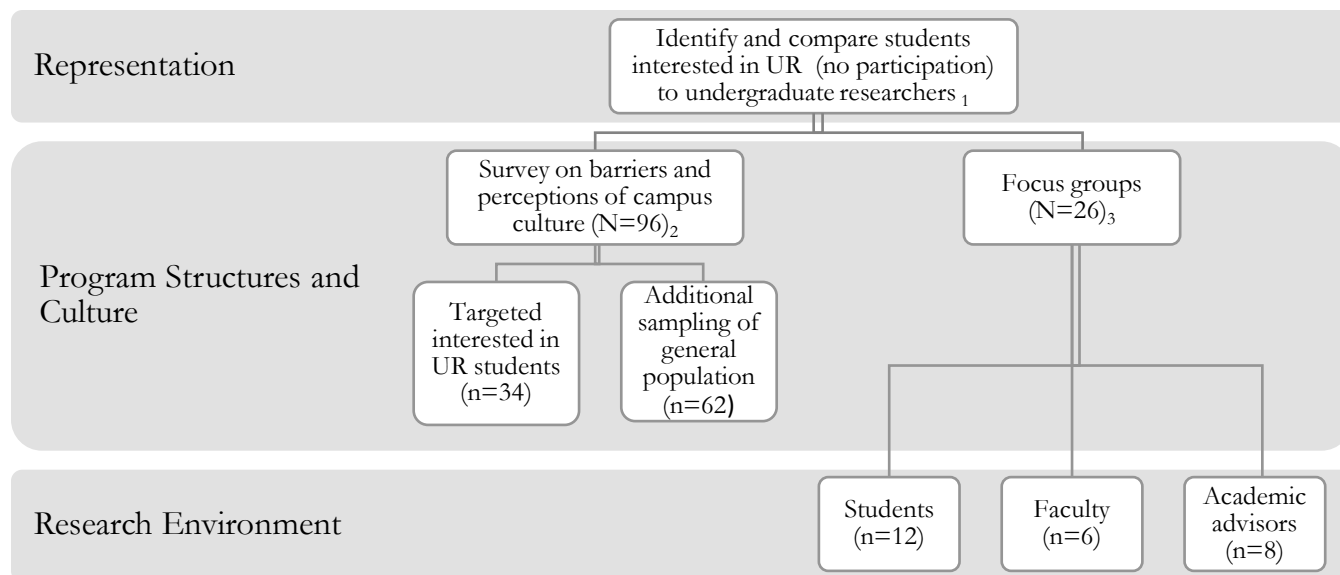 Representation
Identify and compare students
interested in UR (no participation)
to undergraduate researchers 1
Program Structures and
Culture
Survey on barriers and
perceptions of campus
culture (N=96)2
Focus groups
(N=26)3
Targeted
interested in
UR students
(n=34)
Additional
sampling of
general
population
(n=62)
Research Environment
Students
(n=12)
Faculty
(n=6)
Academic
advisors
(n=8)